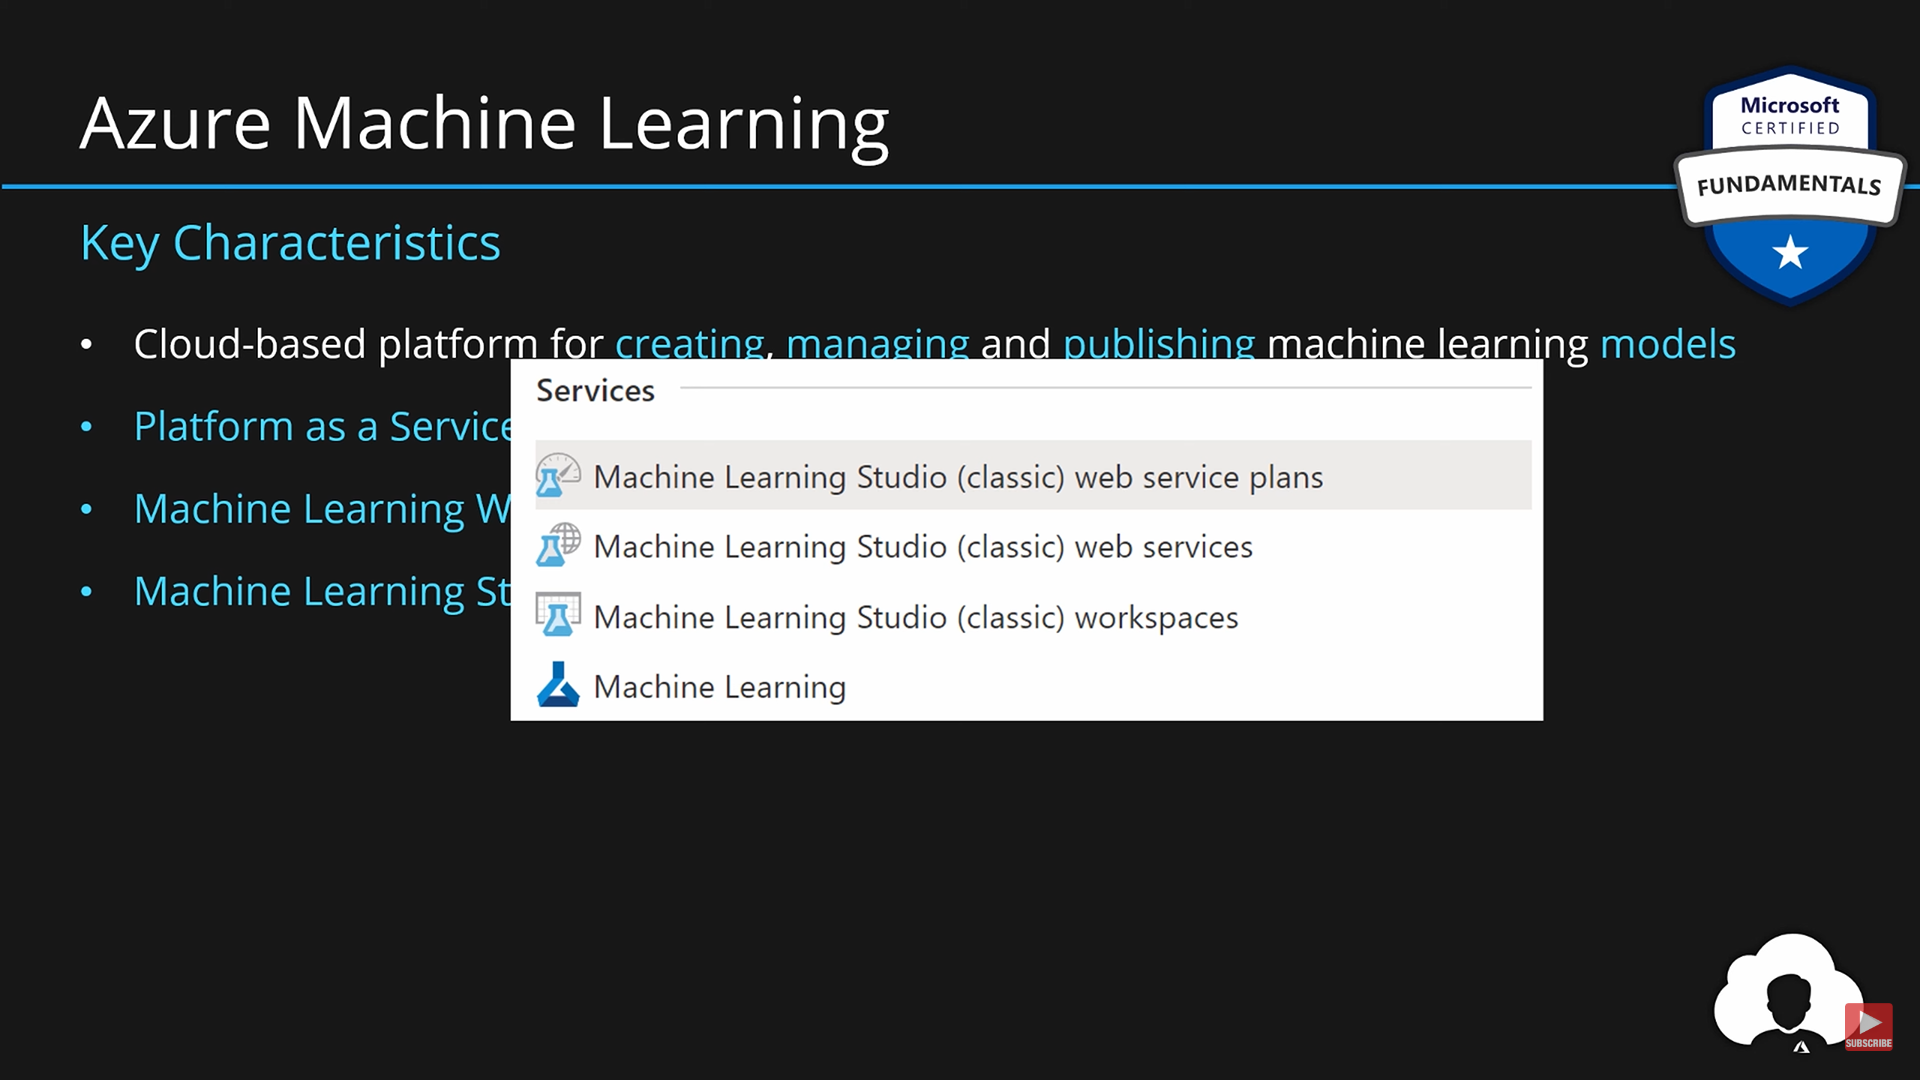 Azure Machine Learning
Microsoft
CERTIFIED
FUNDAMENTALS
Key Characteristics
• Cloud-based platform for creating, managing and publishing machine learning models
• Platform as a Service
• Machine Learning W
• Machine Learning St
Services
Machine Learning Studio (classic) web service plans
Machine Learning Studio (classic) web services
Machine Learning Studio (classic) workspaces
Machine Learning
SUBSCRIBE